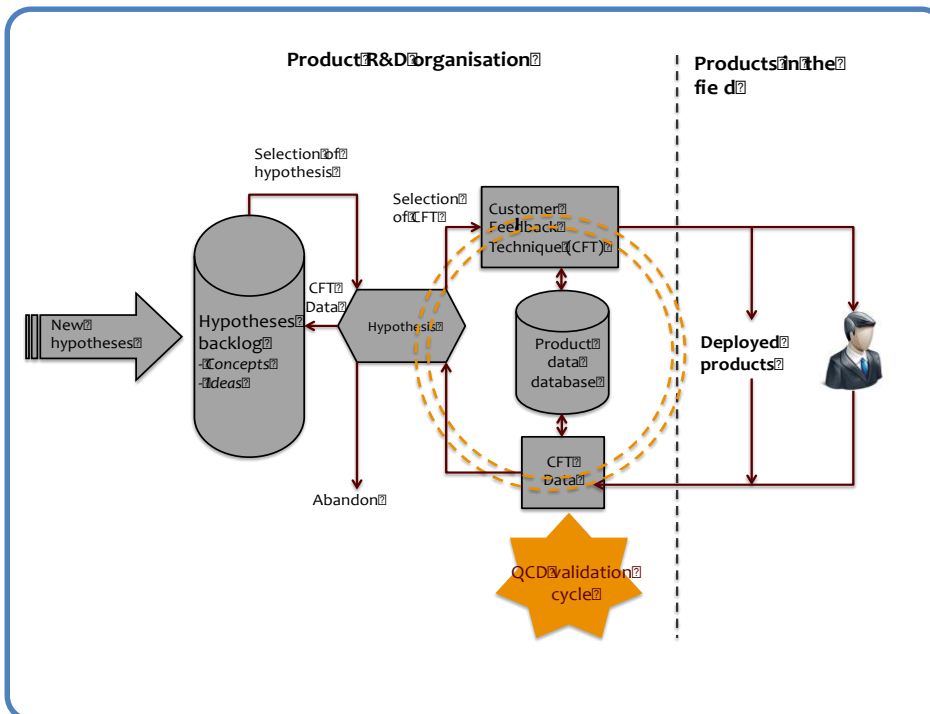 Product R&D organisation
Products in the
fie d
Selection of
hypothesis
Selection
of CFT
Customer
Feedback
Technique (CFT)
CFT
Data
New
hypotheses
Hypotheses
backlog
- Concepts
- Ideas
Hypothesis
Product
data
database
Deployed
products
CFT
Data
Abandon
QCD validation
cycle